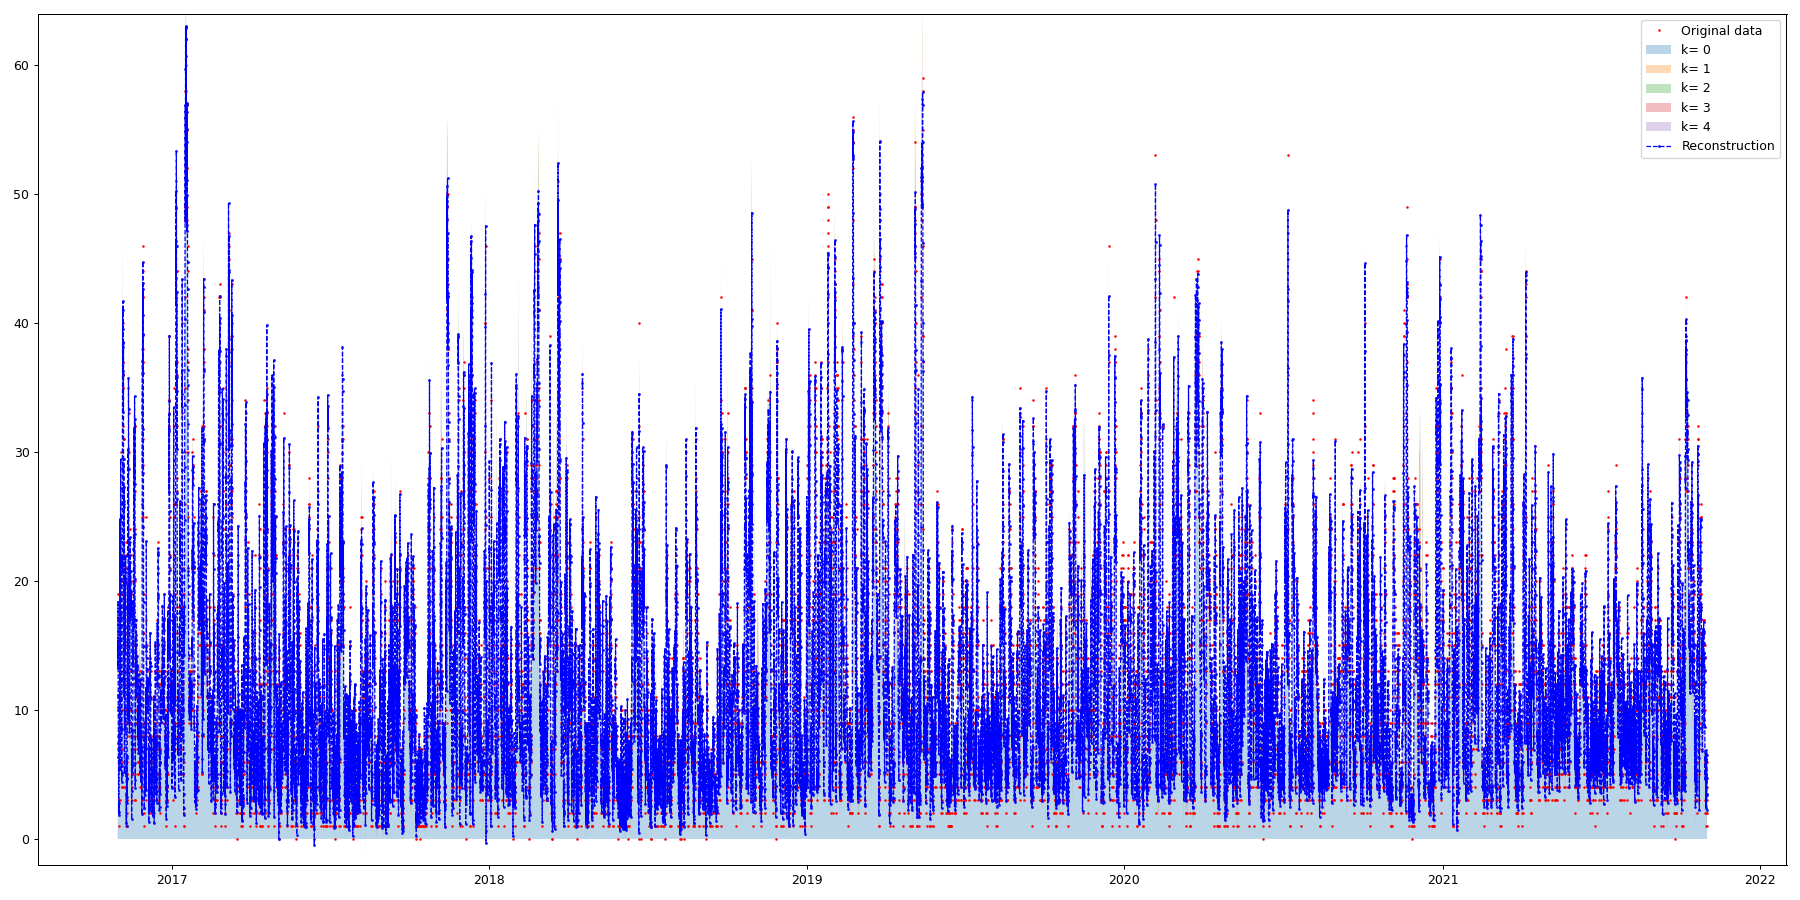 60
50
40
30
20
10
0
2017
2018
2019
2020
2021
2022
Original data
k= 0
k= 1
k= 2
k= 3
k= 4
Reconstruction